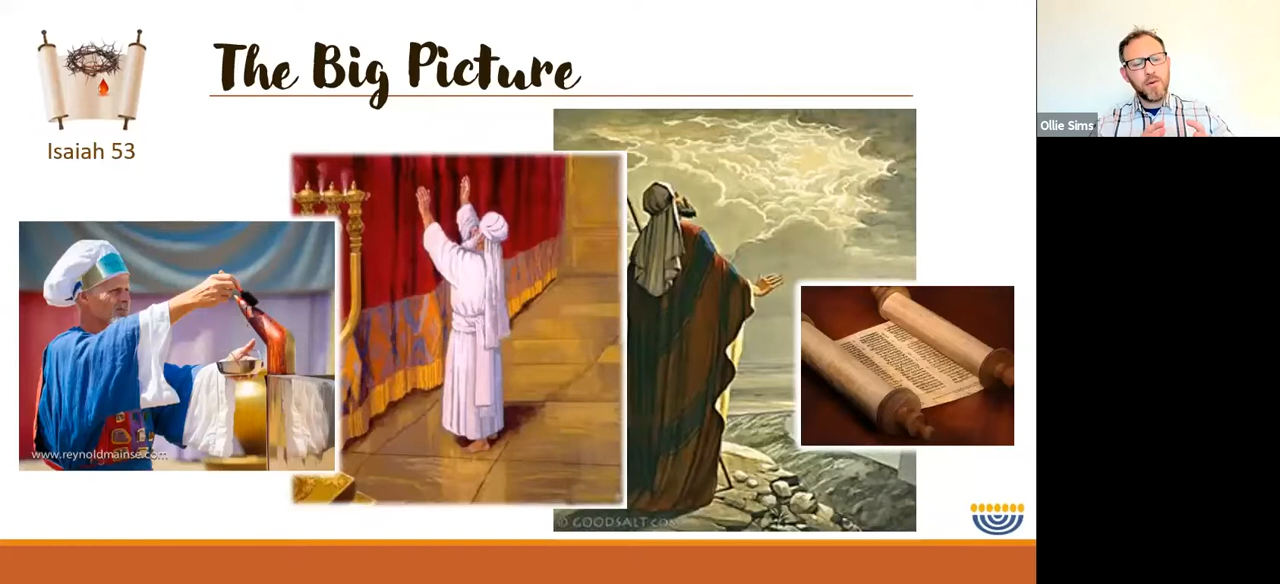 The Big Picture
Isaiah 53
Ollie Sims
www.reynoldmainse.com
© GOODSALT.COM